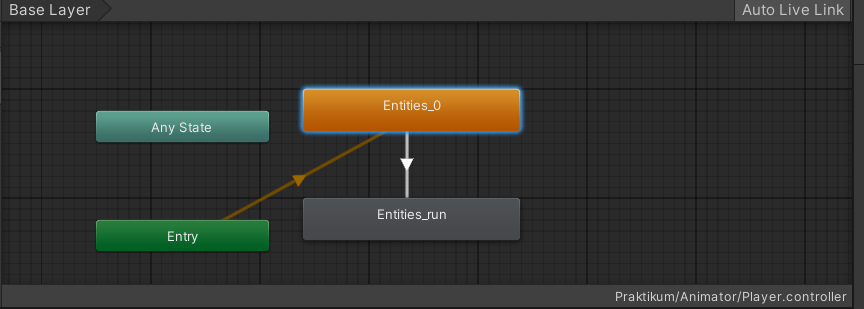 Base Layer
Auto Live Link
Entities_0
Any State
Entities_run
Entry
Praktikum/Animator/Player.controller